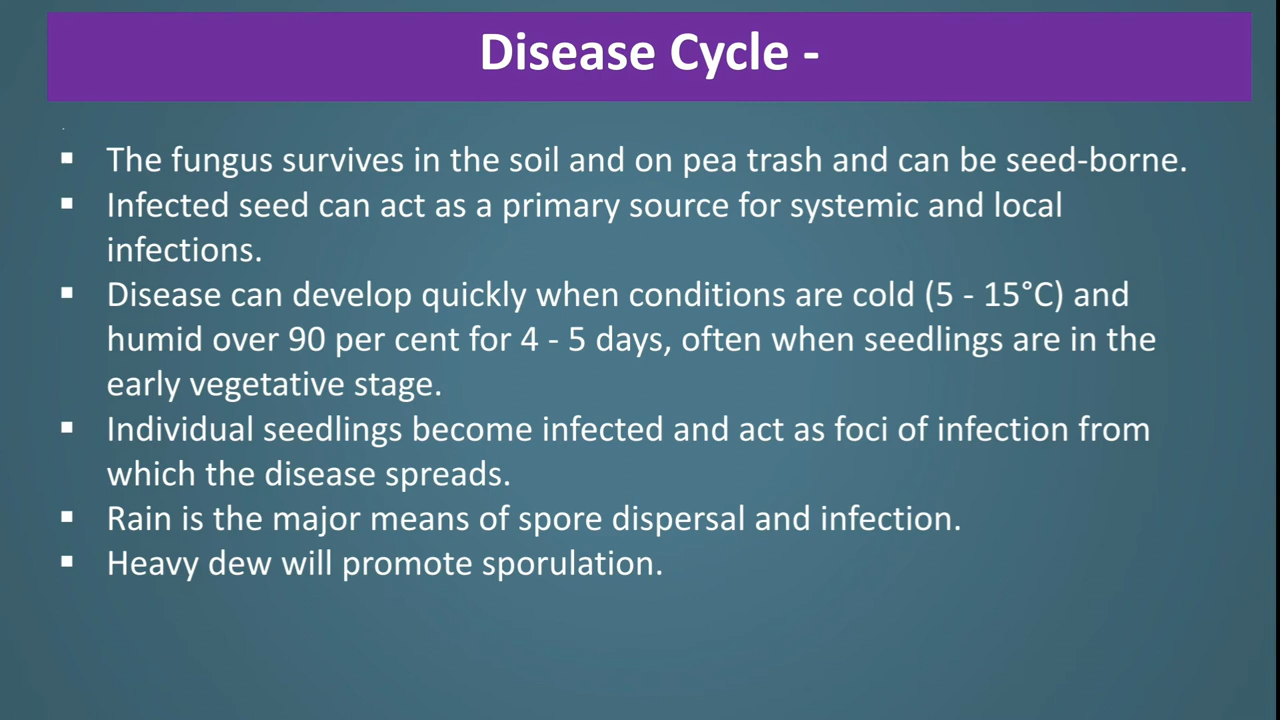 Disease Cycle -
▪ The fungus survives in the soil and on pea trash and can be seed-borne.
▪ Infected seed can act as a primary source for systemic and local
infections.
▪ Disease can develop quickly when conditions are cold (5 - 15°C) and
humid over 90 per cent for 4 - 5 days, often when seedlings are in the
early vegetative stage.
▪ Individual seedlings become infected and act as foci of infection from
which the disease spreads.
▪ Rain is the major means of spore dispersal and infection.
▪ Heavy dew will promote sporulation.